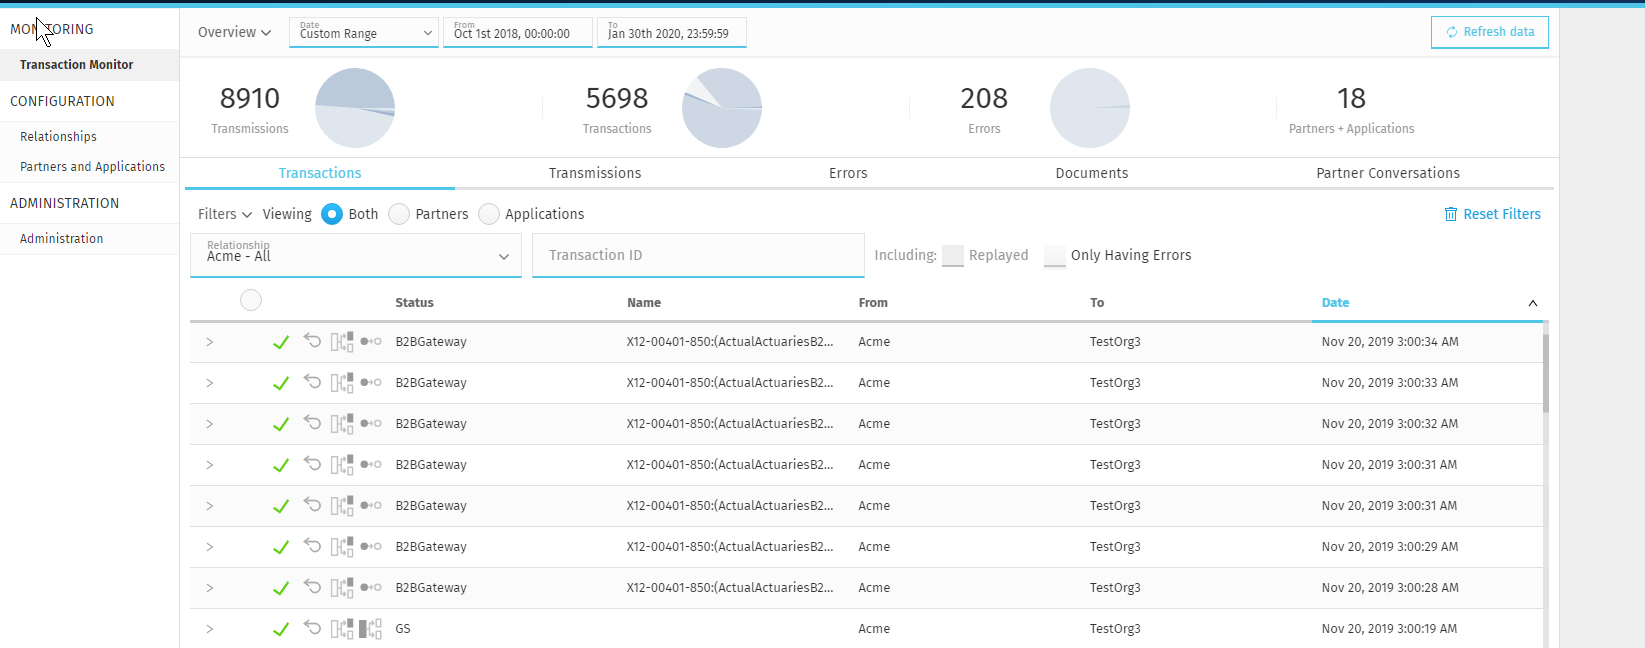 MONITORING
Transaction Monitor
CONFIGURATION
Relationships
Partners and Applications
ADMINISTRATION
Administration
Overview
Date
Custom Range
From
Oct 1st 2018, 00:00:00
To
Jan 30th 2020, 23:59:59
Refresh data
8910
Transmissions
5698
Transactions
208
Errors
18
Partners + Applications
Transactions Transmissions Errors Documents Partner Conversations
Filters Viewing Both Partners Applications Reset Filters
Relationship
Acme - All
Transaction ID
Including: Replayed Only Having Errors
Status Name From To Date
B2BGateway X12-00401-850:(ActualActuariesB2... Acme TestOrg3 Nov 20, 2019 3:00:34 AM
B2BGateway X12-00401-850:(ActualActuariesB2... Acme TestOrg3 Nov 20, 2019 3:00:33 AM
B2BGateway X12-00401-850:(ActualActuariesB2... Acme TestOrg3 Nov 20, 2019 3:00:32 AM
B2BGateway X12-00401-850:(ActualActuariesB2... Acme TestOrg3 Nov 20, 2019 3:00:31 AM
B2BGateway X12-00401-850:(ActualActuariesB2... Acme TestOrg3 Nov 20, 2019 3:00:31 AM
B2BGateway X12-00401-850:(ActualActuariesB2... Acme TestOrg3 Nov 20, 2019 3:00:29 AM
B2BGateway X12-00401-850:(ActualActuariesB2... Acme TestOrg3 Nov 20, 2019 3:00:28 AM
GS Acme TestOrg3 Nov 20, 2019 3:00:19 AM